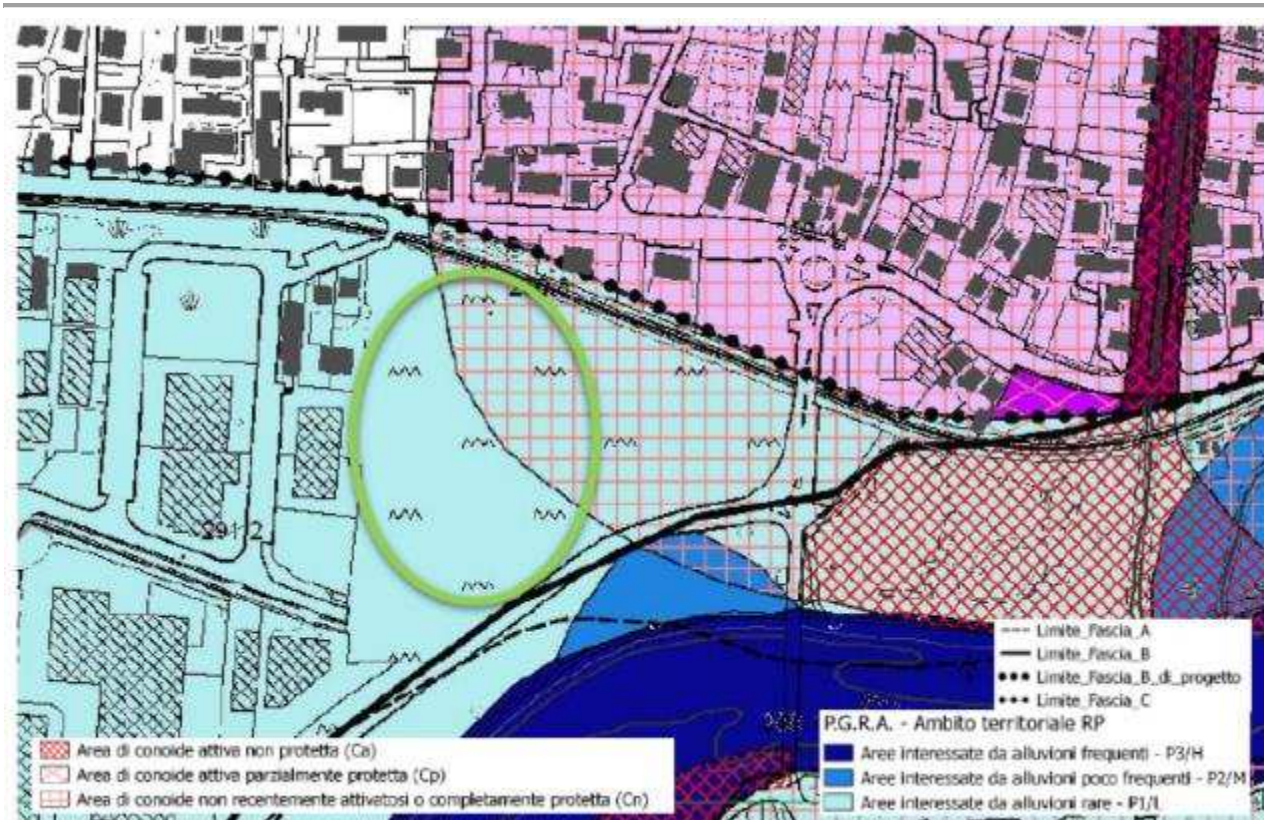 Limite_Fascia_A
Limite_Fascia_B
Limite_Fascia_B_di_progetto
Limite_Fascia_C
P.G.R.A. - Ambito territoriale RP
Aree interessate da alluvioni frequenti - P3/H
Aree interessate da alluvioni poco frequenti - P2/M
Aree interessate da alluvioni rare - P1/L
Area di conoide attiva non protetta (Ca)
Area di conoide attiva parzialmente protetta (Cp)
Area di conoide non recentemente attivatosi o completamente protetta (Cn)